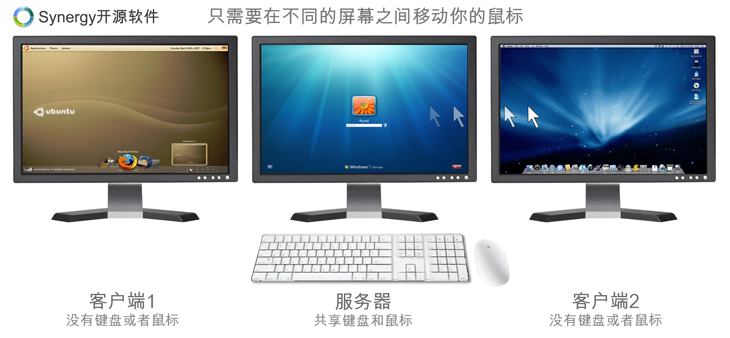 Synergy开源软件
只需要在不同的屏幕之间移动你的鼠标
ubuntu
Windows 7
客户端1
服务器
客户端2
没有键盘或者鼠标
共享键盘和鼠标
没有键盘或者鼠标